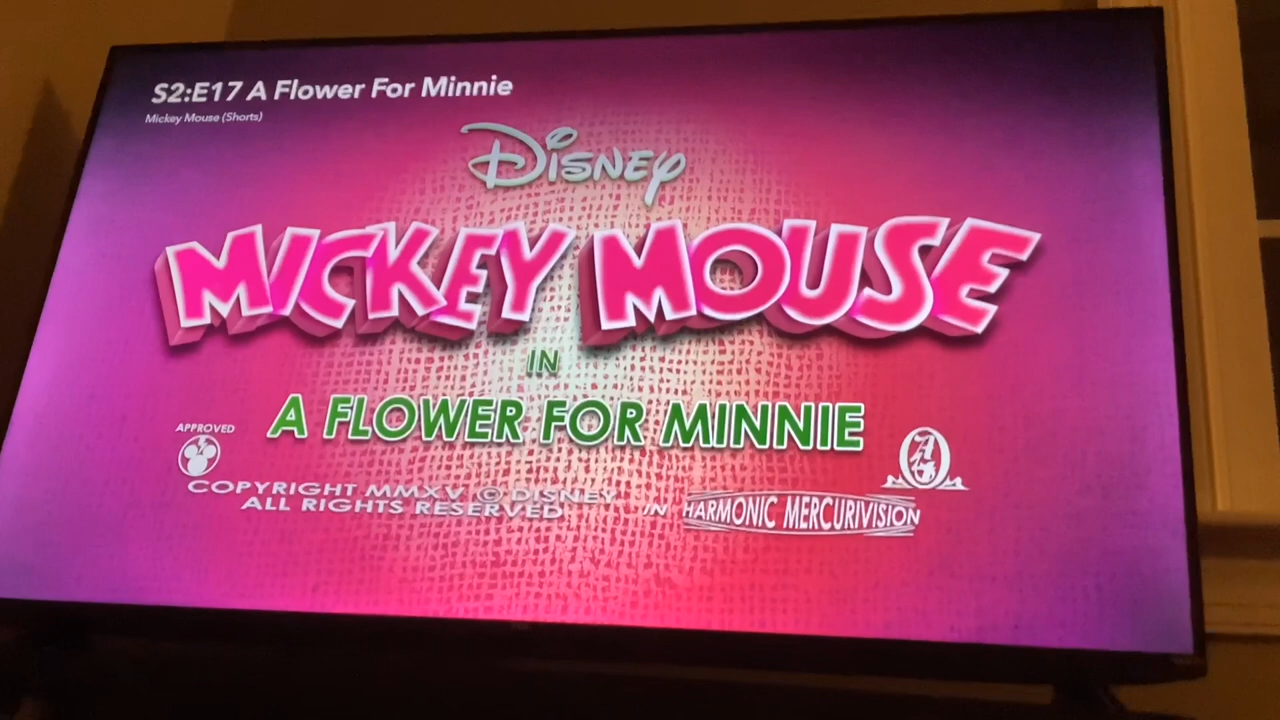 S2:E17 A Flower For Minnie
Mickey Mouse (Shorts)
DISNEY
MICKEY MOUSE
IN
A FLOWER FOR MINNIE
APPROVED
COPYRIGHT MMXV © DISNEY
ALL RIGHTS RESERVED
IN HARMONIC MERCURIVISION